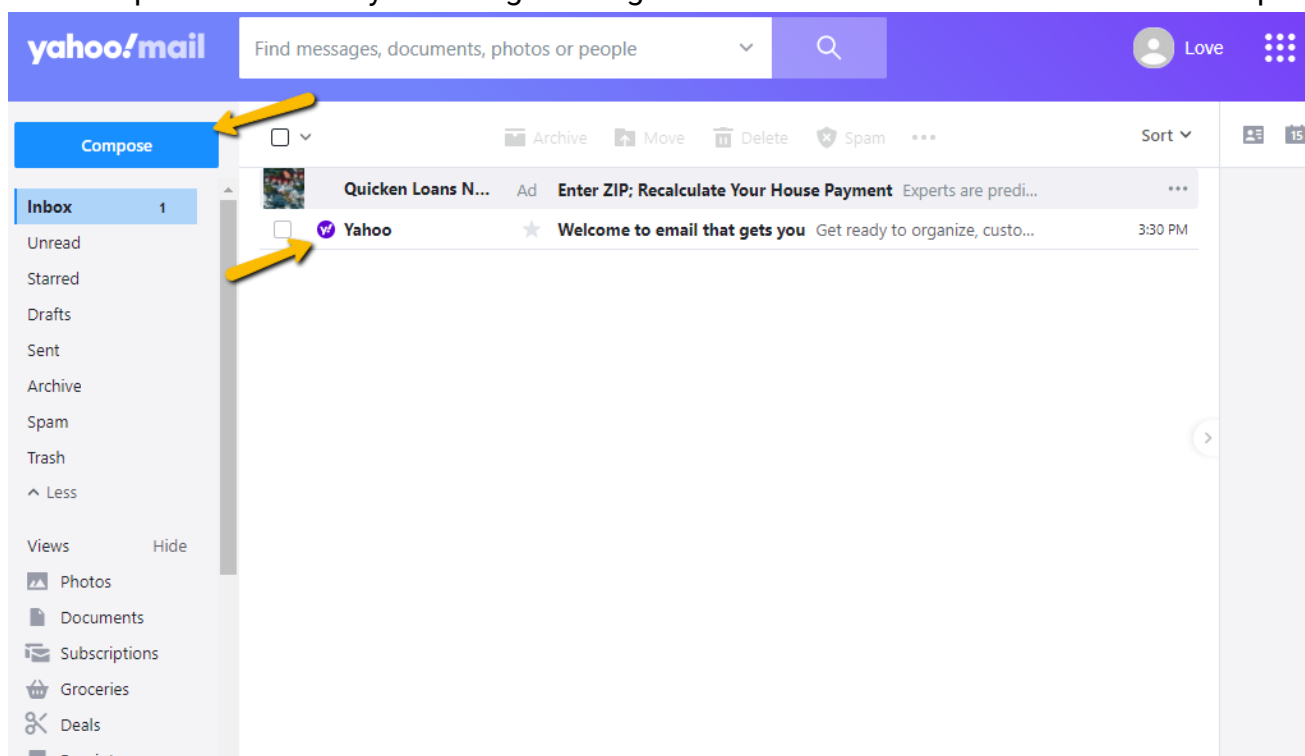 yahoo!mail
Find messages, documents, photos or people
Love
Compose
Archive Move Delete Spam
Sort
15
Quicken Loans N... Ad Enter ZIP; Recalculate Your House Payment Experts are predi...
Yahoo Welcome to email that gets you Get ready to organize, custo... 3:30 PM
Inbox 1
Unread
Starred
Drafts
Sent
Archive
Spam
Trash
Less
Views Hide
Photos
Documents
Subscriptions
Groceries
Deals